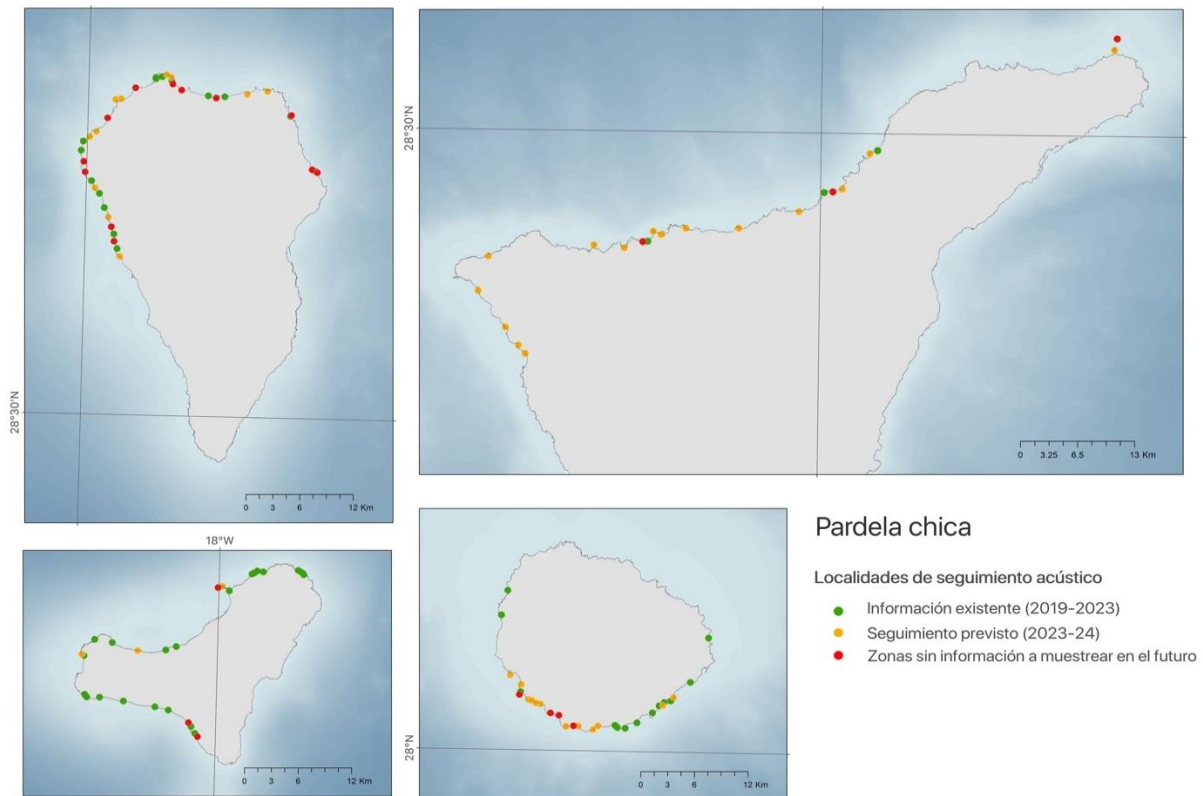 28°30'N
0 3 6 12 Km
28°30'N
0 3.25 6.5 13 Km
18°W
0 3 6 12 Km
28°N
0 3 6 12 Km
Pardela chica
Localidades de seguimiento acústico
Información existente (2019-2023)
Seguimiento previsto (2023-24)
Zonas sin información a muestrear en el futuro